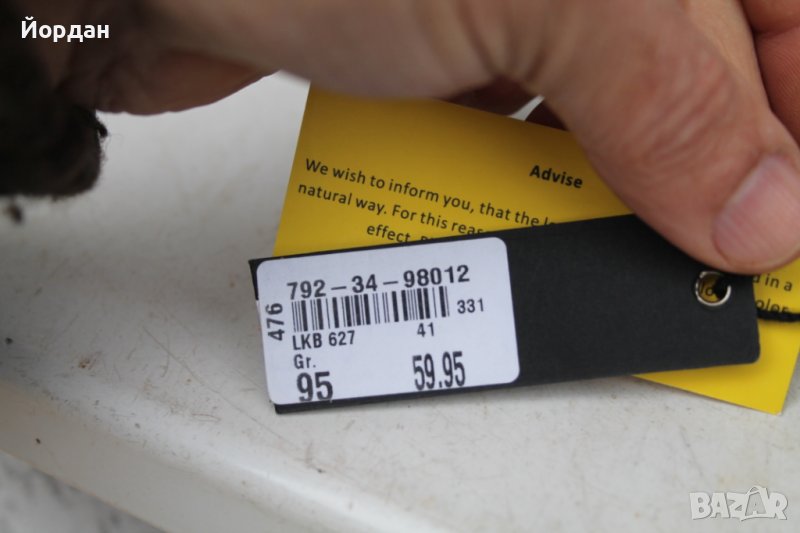 Йордан
Advise
We wish to inform you, that the
natural way. For this
effect.
in a
792-34-98012
476
331
LKB 627 41
Gr.
95 59.95
BAZAR